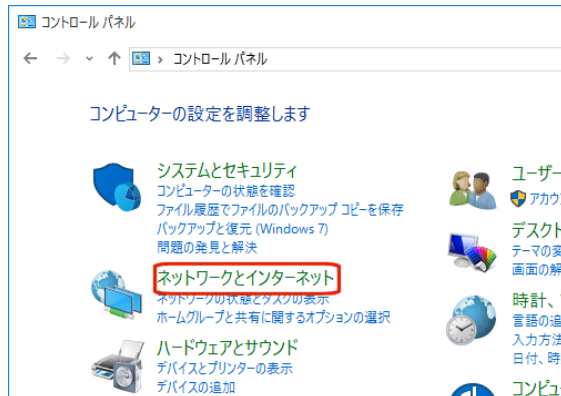 コントロール パネル
コントロール パネル
コンピューターの設定を調整します
システムとセキュリティ
コンピューターの状態を確認
ファイル履歴でファイルのバックアップ コピーを保存
バックアップと復元 (Windows 7)
問題の発見と解決
ネットワークとインターネット
ネットワークの状態とタスクの表示
ホームグループと共有に関するオプションの選択
ハードウェアとサウンド
デバイスとプリンターの表示
デバイスの追加
ユーザー
アカウ
デスクト
テーマの変
画面の解
時計、
言語の追
入力方法
日付、時
コンピュ